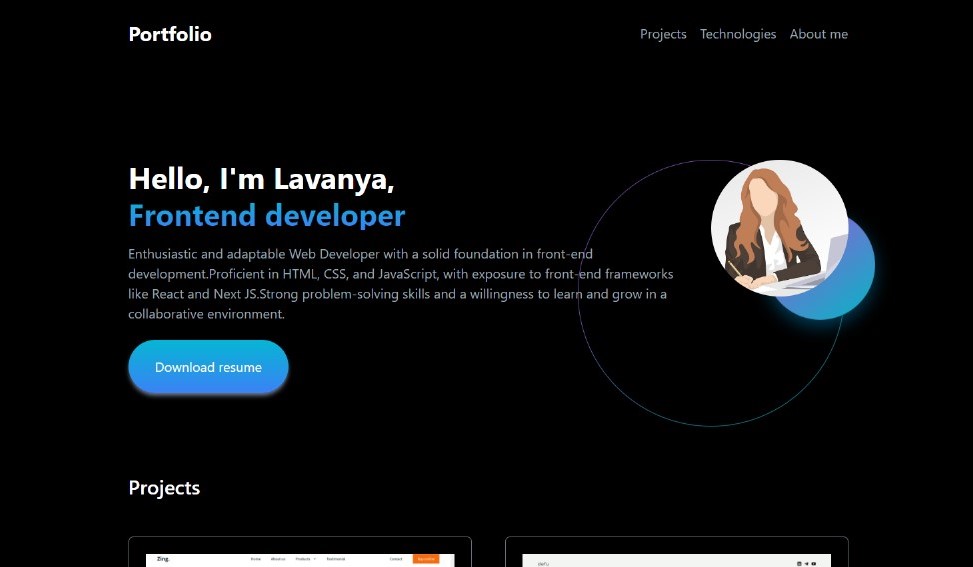 Portfolio
Projects Technologies About me
Hello, I'm Lavanya,
Frontend developer
Enthusiastic and adaptable Web Developer with a solid foundation in front-end
development.Proficient in HTML, CSS, and JavaScript, with exposure to front-end frameworks
like React and Next JS.Strong problem-solving skills and a willingness to learn and grow in a
collaborative environment.
Download resume
Projects
Zing. Home About us Products Testimonial Contact